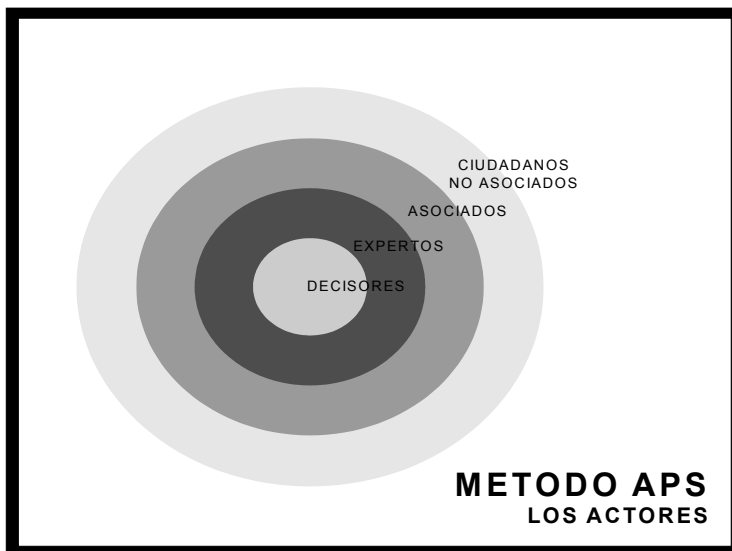 CIUDADANOS
NO ASOCIADOS
ASOCIADOS
EXPERTOS
DECISORES
METODO APS
LOS ACTORES